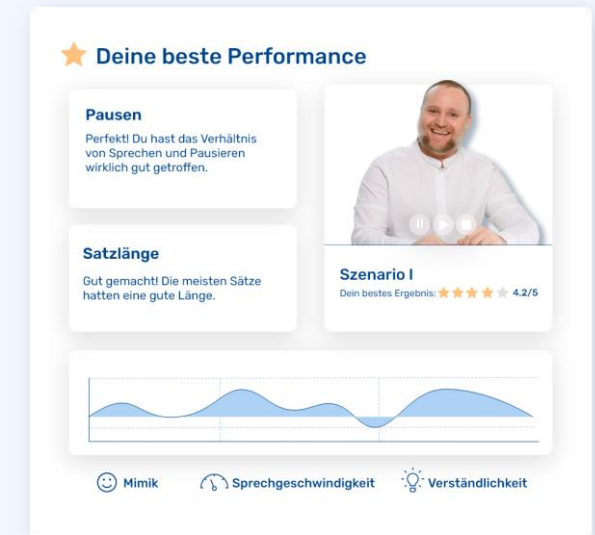 Deine beste Performance
Pausen
Perfekt! Du hast das Verhältnis
von Sprechen und Pausieren
wirklich gut getroffen.
Satzlänge
Gut gemacht! Die meisten Sätze
hatten eine gute Länge.
Szenario I
Dein bestes Ergebnis: 4.2/5
Mimik
Sprechgeschwindigkeit
Verständlichkeit